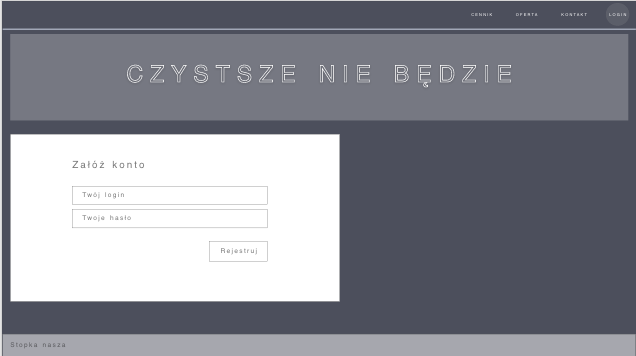 CENNIK OFERTA KONTAKT LOGIN
CZYSTSZE NIE BĘDZIE
Załóż konto
Twój login
Twoje hasło
Rejestruj
Stopka nasza